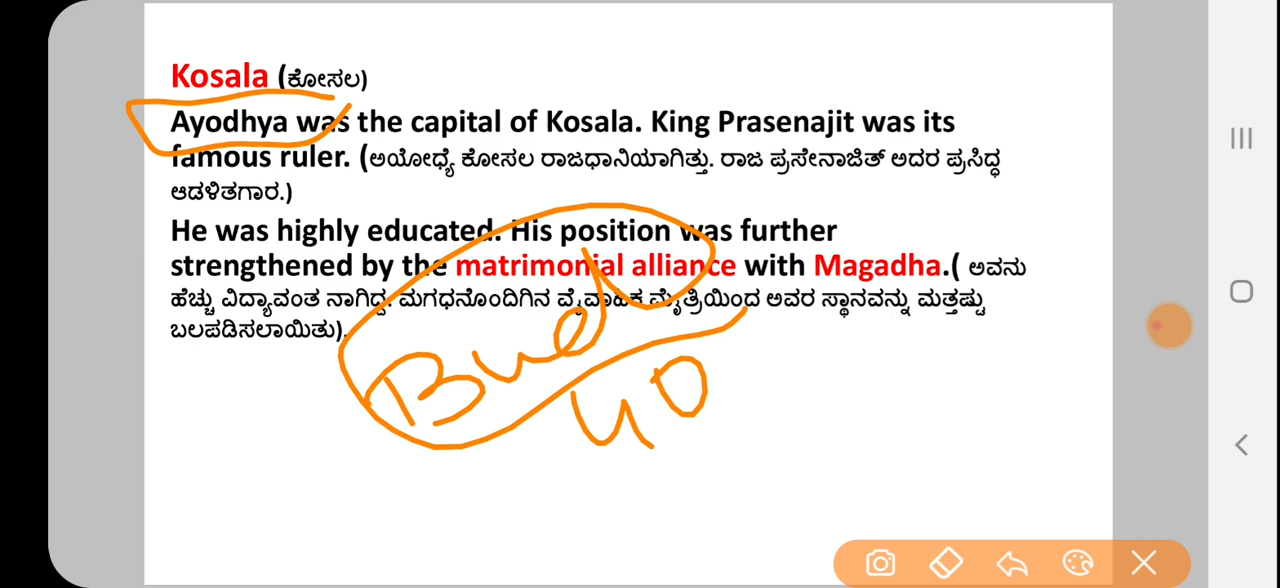 Kosala (ಕೋಸಲ)
Ayodhya was the capital of Kosala. King Prasenajit was its
famous ruler. (ಅಯೋಧ್ಯೆ ಕೋಸಲ ರಾಜಧಾನಿಯಾಗಿತ್ತು. ರಾಜ ಪ್ರಸೇನಾಜಿತ್ ಅದರ ಪ್ರಸಿದ್ಧ
ಆಡಳಿತಗಾರ.)
He was highly educated. His position was further
strengthened by the matrimonial alliance with Magadha.( ಅವನು
ಹೆಚ್ಚು ವಿದ್ಯಾವಂತ ನಾಗಿದ್ದ. ಮಗಧನೊಂದಿಗಿನ ವೈವಾಹಿಕ ಮೈತ್ರಿಯಿಂದ ಅವರ ಸ್ಥಾನವನ್ನು ಮತ್ತಷ್ಟು
ಬಲಪಡಿಸಲಾಯಿತು).